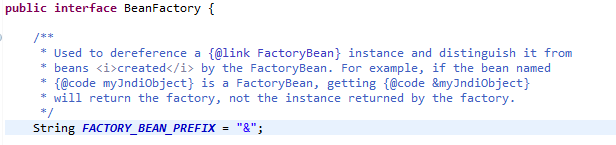 public interface BeanFactory {
/**
* Used to dereference a {@link FactoryBean} instance and distinguish it from
* beans <i>created</i> by the FactoryBean. For example, if the bean named
* {@code myJndiObject} is a FactoryBean, getting {@code &myJndiObject}
* will return the factory, not the instance returned by the factory.
*/
String FACTORY_BEAN_PREFIX = "&";